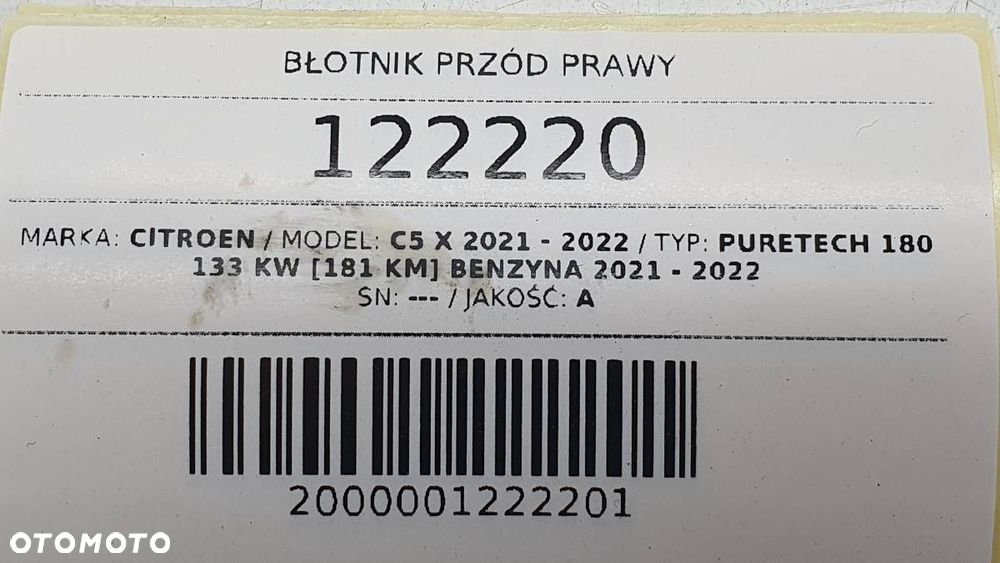 BŁOTNIK PRZÓD PRAWY
122220
MARKA: CITROEN / MODEL: C5 X 2021 - 2022 / TYP: PURETECH 180
133 KW [181 KM] BENZYNA 2021 - 2022
SN: --- / JAKOŚĆ: A
2000001222201
OTOMOTO